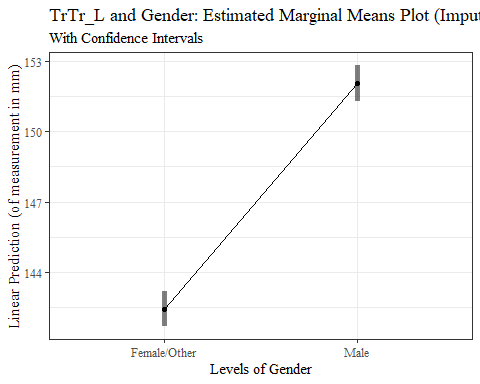 TrTr_L and Gender: Estimated Marginal Means Plot (Imput
With Confidence Intervals
Linear Prediction (of measurement in mm)
153
150
147
144
Female/Other
Male
Levels of Gender